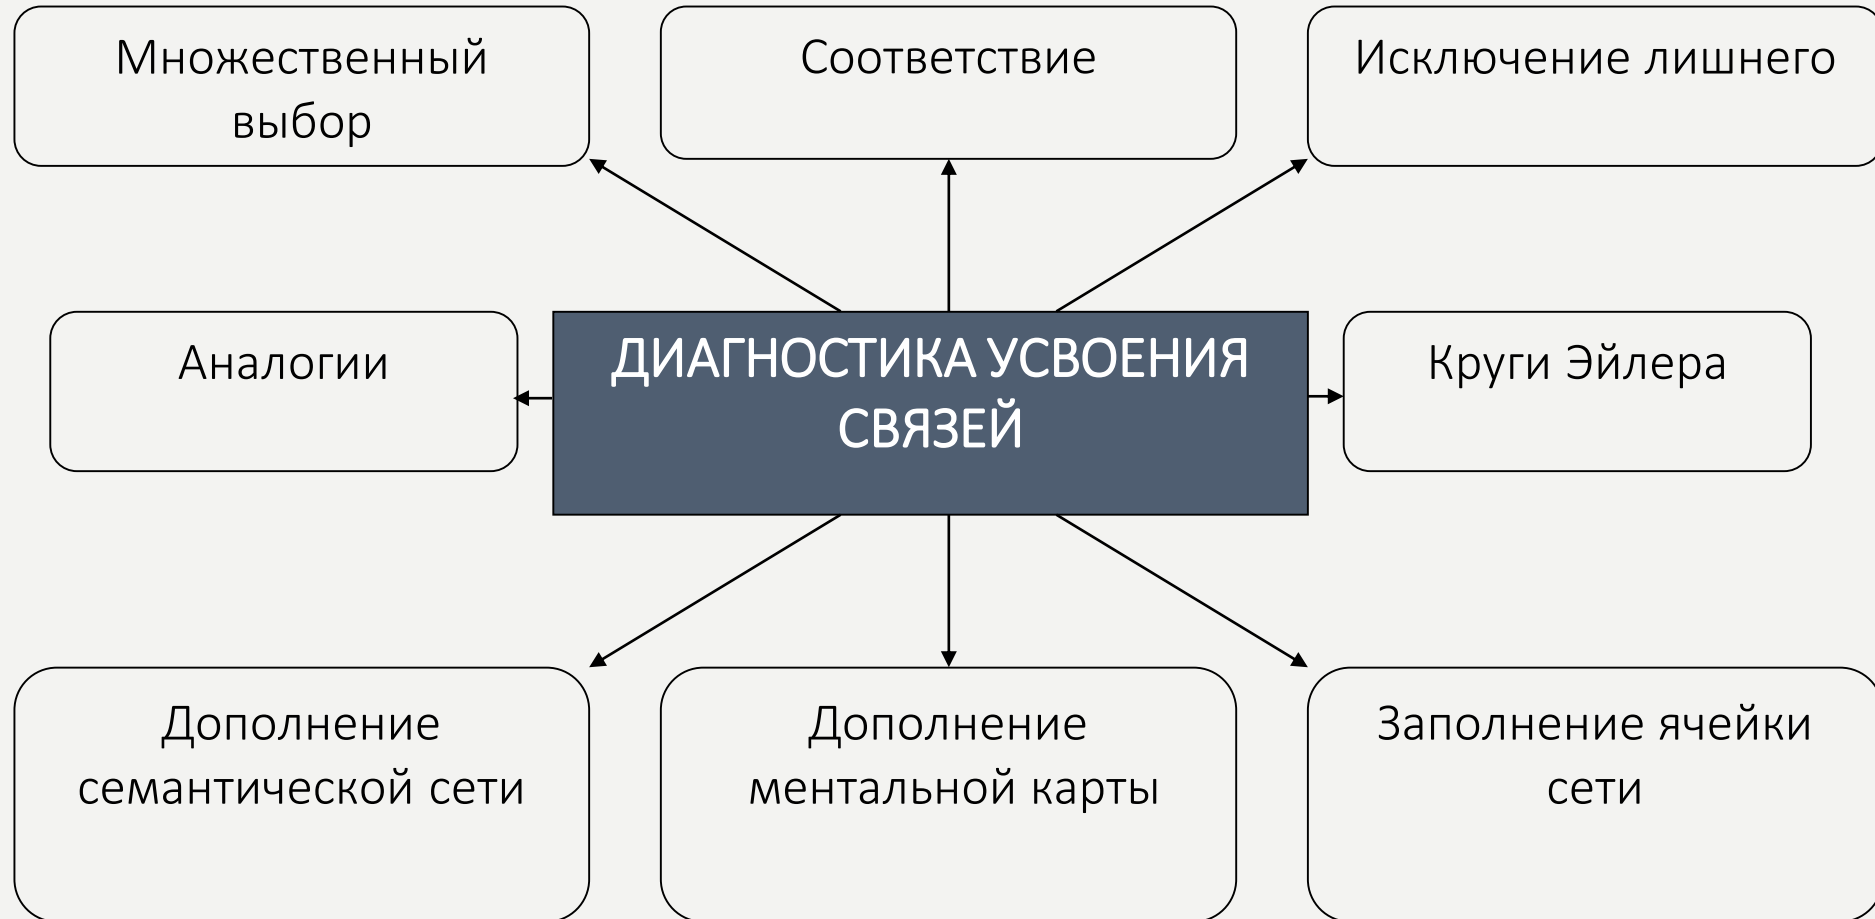 Множественный
выбор
Соответствие
Исключение лишнего
Аналогии
ДИАГНОСТИКА УСВОЕНИЯ
СВЯЗЕЙ
Круги Эйлера
Дополнение
семантической сети
Дополнение
ментальной карты
Заполнение ячейки
сети